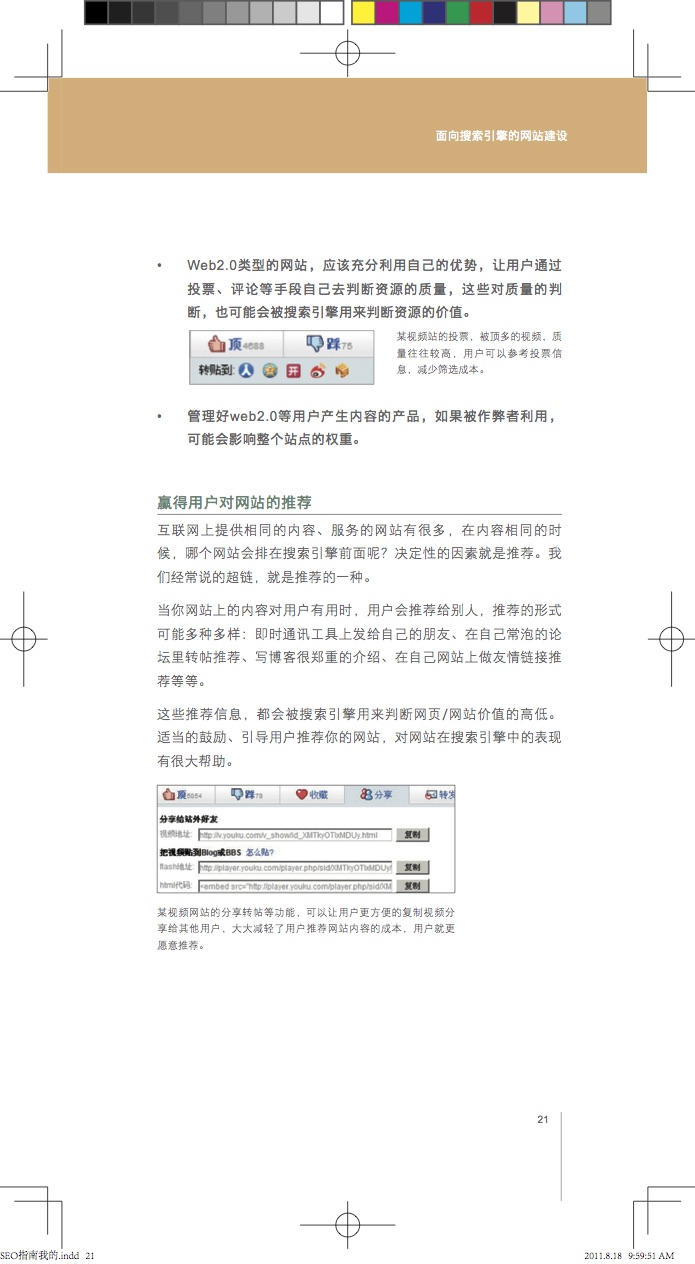 面向搜索引擎的网站建设
• Web2.0类型的网站，应该充分利用自己的优势，让用户通过
投票、评论等手段自己去判断资源的质量，这些对质量的判
断，也可能会被搜索引擎用来判断资源的价值。
顶4688 踩75
转贴到:
开
某视频站的投票，被顶多的视频，质
量往往较高，用户可以参考投票信
息，减少筛选成本。
• 管理好web2.0等用户产生内容的产品，如果被作弊者利用，
可能会影响整个站点的权重。
赢得用户对网站的推荐
互联网上提供相同的内容、服务的网站有很多，在内容相同的时
候，哪个网站会排在搜索引擎前面呢？决定性的因素就是推荐。我
们经常说的超链，就是推荐的一种。
当你网站上的内容对用户有用时，用户会推荐给别人，推荐的形式
可能多种多样：即时通讯工具上发给自己的朋友、在自己常泡的论
坛里转帖推荐、写博客很郑重的介绍、在自己网站上做友情链接推
荐等等。
这些推荐信息，都会被搜索引擎用来判断网页/网站价值的高低。
适当的鼓励、引导用户推荐你的网站，对网站在搜索引擎中的表现
有很大帮助。
顶5054 踩78 收藏 分享 转发
分享给站外好友
视频地址: http://v.youku.com/v_show/id_XMTkyOTIxMDUy.html 复制
把视频贴到Blog或BBS 怎么贴?
flash地址: http://player.youku.com/player.php/sid/XMTkyOTIxMDUy/ 复制
html代码: <embed src="http://player.youku.com/player.php/sid/XM 复制
某视频网站的分享转帖等功能，可以让用户更方便的复制视频分
享给其他用户，大大减轻了用户推荐网站内容的成本，用户就更
愿意推荐。
21
SEO指南我的.indd 21 2011.8.18 9:59:51 AM